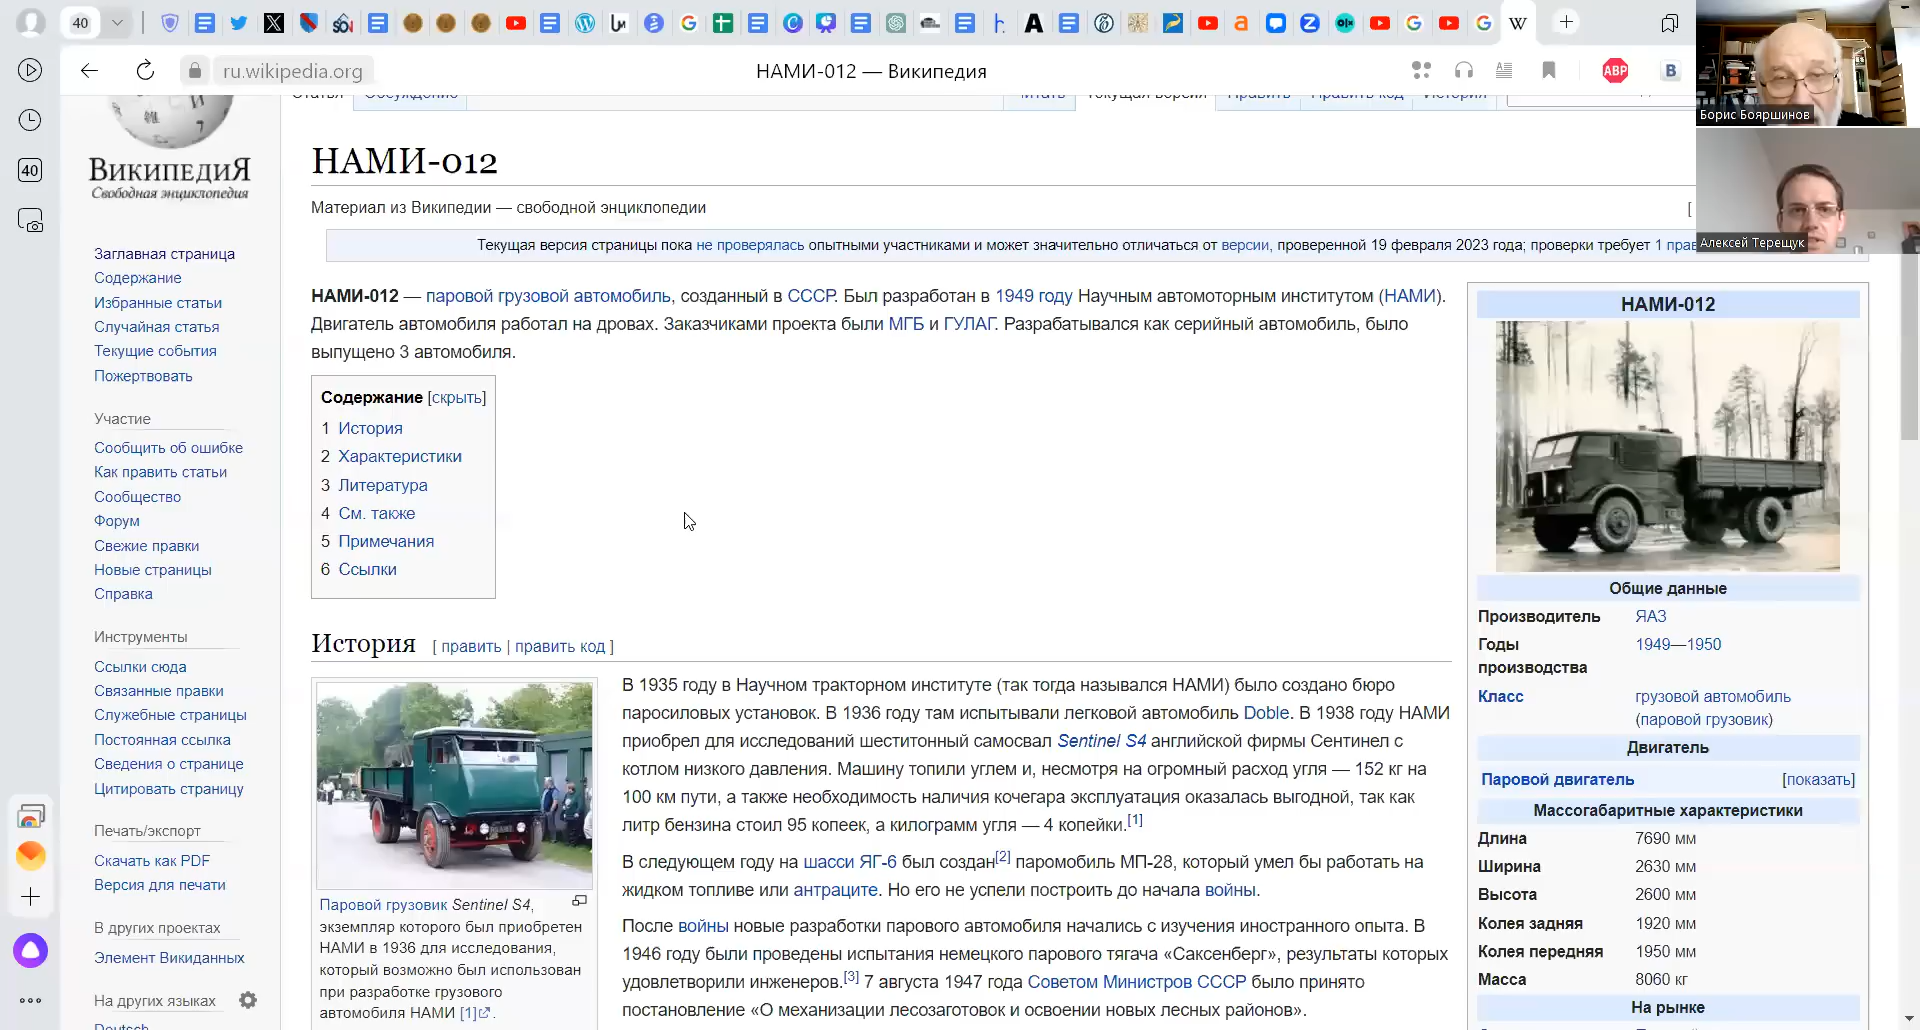 40
ru.wikipedia.org
НАМИ-012 — Википедия
ABP
B
Борис Бояршинов
Алексей Терещук
40
ВИКИПЕДИЯ
Свободная энциклопедия
Заглавная страница
Содержание
Избранные статьи
Случайная статья
Текущие события
Пожертвовать
Участие
Сообщить об ошибке
Как править статьи
Сообщество
Форум
Свежие правки
Новые страницы
Справка
Инструменты
Ссылки сюда
Связанные правки
Служебные страницы
Постоянная ссылка
Сведения о странице
Цитировать страницу
Печать/экспорт
Скачать как PDF
Версия для печати
В других проектах
Элемент Викиданных
На других языках
Deutsch
Статья Обсуждение Читать Текущая версия Править Править код История
НАМИ-012
Материал из Википедии — свободной энциклопедии
[
Текущая версия страницы пока не проверялась опытными участниками и может значительно отличаться от версии, проверенной 19 февраля 2023 года; проверки требует 1 прав
НАМИ-012 — паровой грузовой автомобиль, созданный в СССР. Был разработан в 1949 году Научным автомоторным институтом (НАМИ).
Двигатель автомобиля работал на дровах. Заказчиками проекта были МГБ и ГУЛАГ. Разрабатывался как серийный автомобиль, было
выпущено 3 автомобиля.
Содержание [скрыть]
1 История
2 Характеристики
3 Литература
4 См. также
5 Примечания
6 Ссылки
История [ править | править код ]
Паровой грузовик Sentinel S4,
экземпляр которого был приобретен
НАМИ в 1936 для исследования,
который возможно был использован
при разработке грузового
автомобиля НАМИ [1].
В 1935 году в Научном тракторном институте (так тогда назывался НАМИ) было создано бюро
паросиловых установок. В 1936 году там испытывали легковой автомобиль Doble. В 1938 году НАМИ
приобрел для исследований шеститонный самосвал Sentinel S4 английской фирмы Сентинел с
котлом низкого давления. Машину топили углем и, несмотря на огромный расход угля — 152 кг на
100 км пути, а также необходимость наличия кочегара эксплуатация оказалась выгодной, так как
литр бензина стоил 95 копеек, а килограмм угля — 4 копейки.[1]
В следующем году на шасси ЯГ-6 был создан[2] паромобиль МП-28, который умел бы работать на
жидком топливе или антраците. Но его не успели построить до начала войны.
После войны новые разработки парового автомобиля начались с изучения иностранного опыта. В
1946 году были проведены испытания немецкого парового тягача «Саксенберг», результаты которых
удовлетворили инженеров.[3] 7 августа 1947 года Советом Министров СССР было принято
постановление «О механизации лесозаготовок и освоении новых лесных районов».
НАМИ-012
Общие данные
Производитель ЯАЗ
Годы 1949—1950
производства
Класс грузовой автомобиль
(паровой грузовик)
Двигатель
Паровой двигатель [показать]
Массогабаритные характеристики
Длина 7690 мм
Ширина 2630 мм
Высота 2600 мм
Колея задняя 1920 мм
Колея передняя 1950 мм
Масса 8060 кг
На рынке